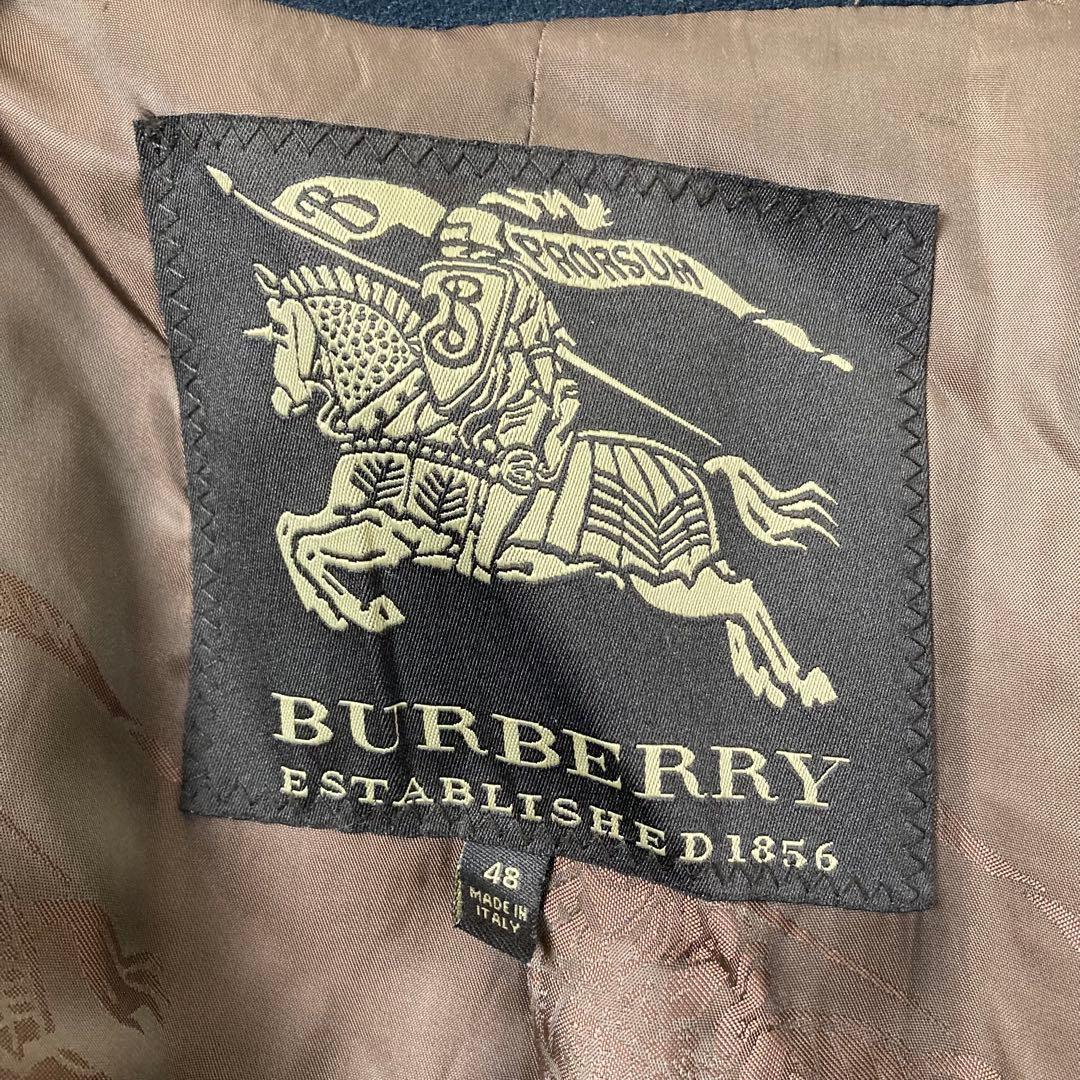 B
PRORSUM
B
BURBERRY
ESTABLISHED 1856
48
MADE IN
ITALY